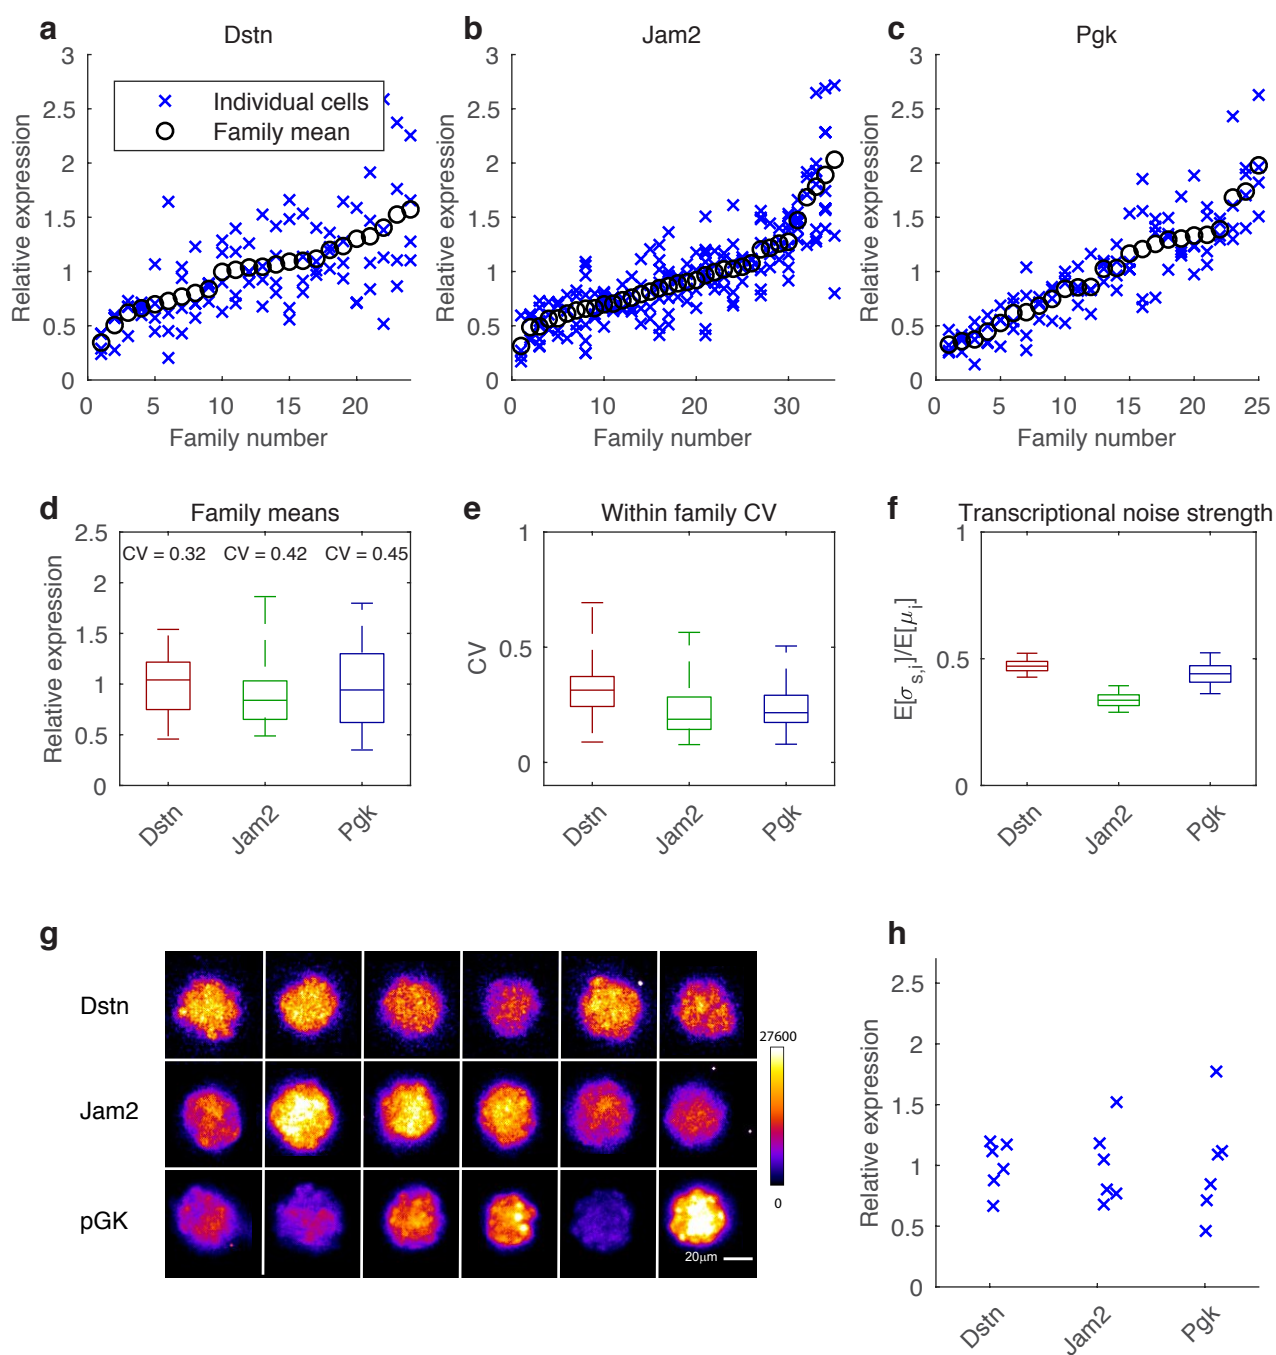 a
Dstn
Relative expression
3
2.5
2
1.5
1
0.5
0
Individual cells
Family mean
0 5 10 15 20
Family number
b
Jam2
Relative expression
3
2.5
2
1.5
1
0.5
0
0 10 20 30
Family number
c
Pgk
Relative expression
3
2.5
2
1.5
1
0.5
0
0 5 10 15 20 25
Family number
d
Family means
Relative expression
2.5
2
1.5
1
0.5
0
CV = 0.32 CV = 0.42 CV = 0.45
Dstn Jam2 Pgk
e
Within family CV
CV
1
0.5
0
Dstn Jam2 Pgk
f
Transcriptional noise strength
E[σs,i]/E[μi]
1
0.5
0
Dstn Jam2 Pgk
g
Dstn
Jam2
pGK
27600
0
20μm
h
Relative expression
2.5
2
1.5
1
0.5
0
Dstn Jam2 Pgk